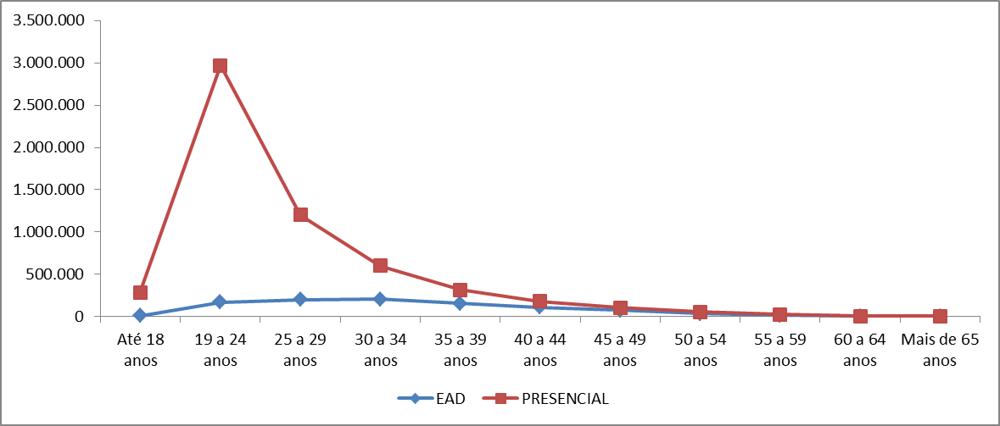 3.500.000
3.000.000
2.500.000
2.000.000
1.500.000
1.000.000
500.000
0
Até 18 anos
19 a 24 anos
25 a 29 anos
30 a 34 anos
35 a 39 anos
40 a 44 anos
45 a 49 anos
50 a 54 anos
55 a 59 anos
60 a 64 anos
Mais de 65 anos
EAD
PRESENCIAL